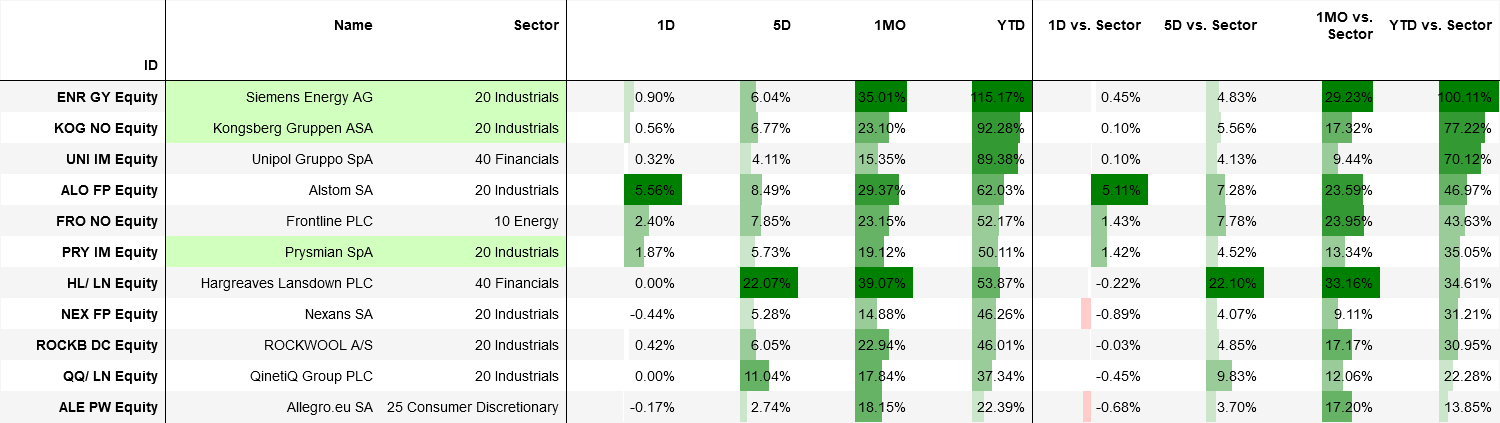 ID Name Sector 1D 5D 1MO YTD 1D vs. Sector 5D vs. Sector 1MO vs. Sector YTD vs. Sector
ENR GY Equity Siemens Energy AG 20 Industrials 0.90% 6.04% 35.01% 115.17% 0.45% 4.83% 29.23% 100.11%
KOG NO Equity Kongsberg Gruppen ASA 20 Industrials 0.56% 6.77% 23.10% 92.28% 0.10% 5.56% 17.32% 77.22%
UNI IM Equity Unipol Gruppo SpA 40 Financials 0.32% 4.11% 15.35% 89.38% 0.10% 4.13% 9.44% 70.12%
ALO FP Equity Alstom SA 20 Industrials 5.56% 8.49% 29.37% 62.03% 5.11% 7.28% 23.59% 46.97%
FRO NO Equity Frontline PLC 10 Energy 2.40% 7.85% 23.15% 52.17% 1.43% 7.78% 23.95% 43.63%
PRY IM Equity Prysmian SpA 20 Industrials 1.87% 5.73% 19.12% 50.11% 1.42% 4.52% 13.34% 35.05%
HL/ LN Equity Hargreaves Lansdown PLC 40 Financials 0.00% 22.07% 39.07% 53.87% -0.22% 22.10% 33.16% 34.61%
NEX FP Equity Nexans SA 20 Industrials -0.44% 5.28% 14.88% 46.26% -0.89% 4.07% 9.11% 31.21%
ROCKB DC Equity ROCKWOOL A/S 20 Industrials 0.42% 6.05% 22.94% 46.01% -0.03% 4.85% 17.17% 30.95%
QQ/ LN Equity QinetiQ Group PLC 20 Industrials 0.00% 11.04% 17.84% 37.34% -0.45% 9.83% 12.06% 22.28%
ALE PW Equity Allegro.eu SA 25 Consumer Discretionary -0.17% 2.74% 18.15% 22.39% -0.68% 3.70% 17.20% 13.85%